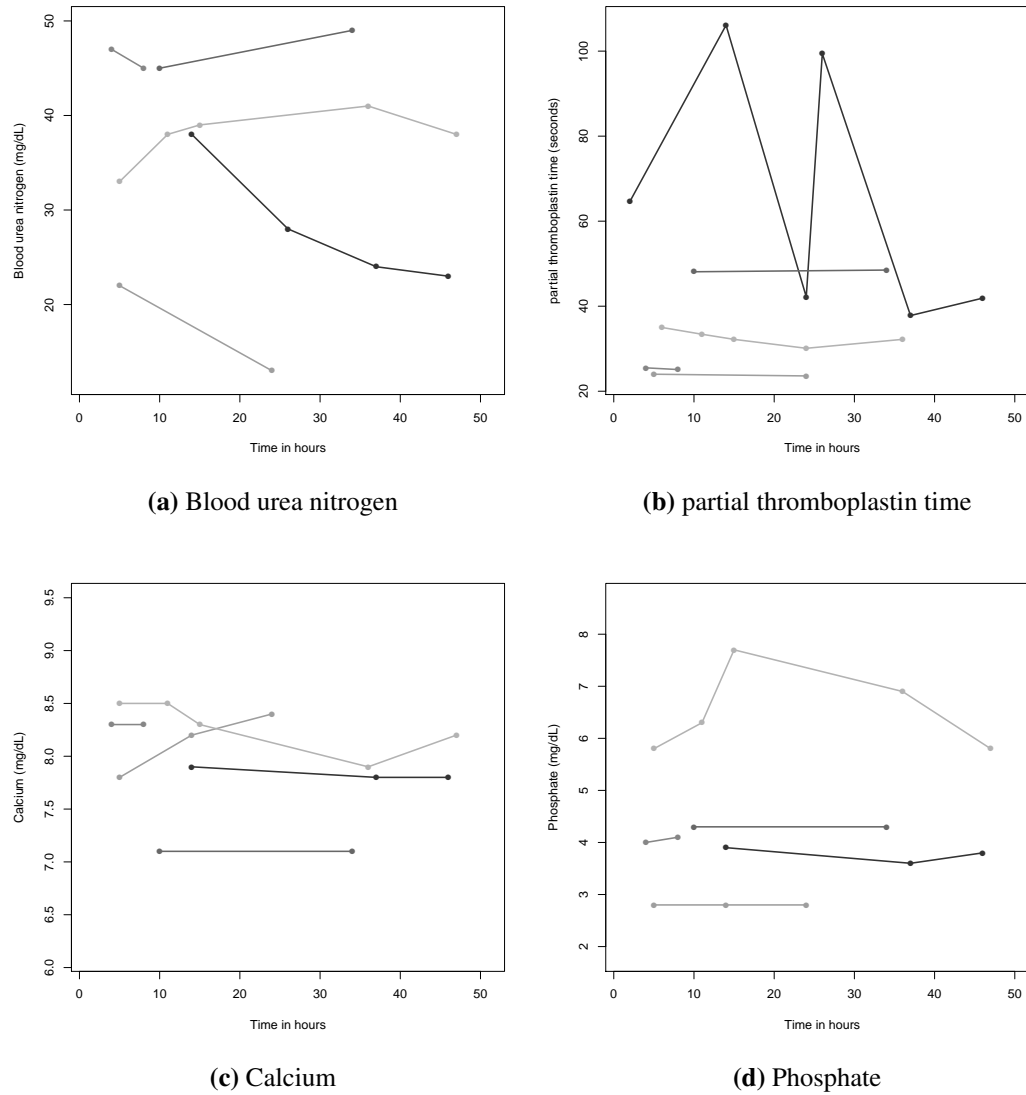 50
40
30
20
Blood urea nitrogen (mg/dL)
0 10 20 30 40 50
Time in hours
(a) Blood urea nitrogen
100
80
60
40
20
partial thromboplastin time (seconds)
0 10 20 30 40 50
Time in hours
(b) partial thromboplastin time
9.5
9.0
8.5
8.0
7.5
7.0
6.5
6.0
Calcium (mg/dL)
0 10 20 30 40 50
Time in hours
(c) Calcium
8
7
6
5
4
3
2
Phosphate (mg/dL)
0 10 20 30 40 50
Time in hours
(d) Phosphate